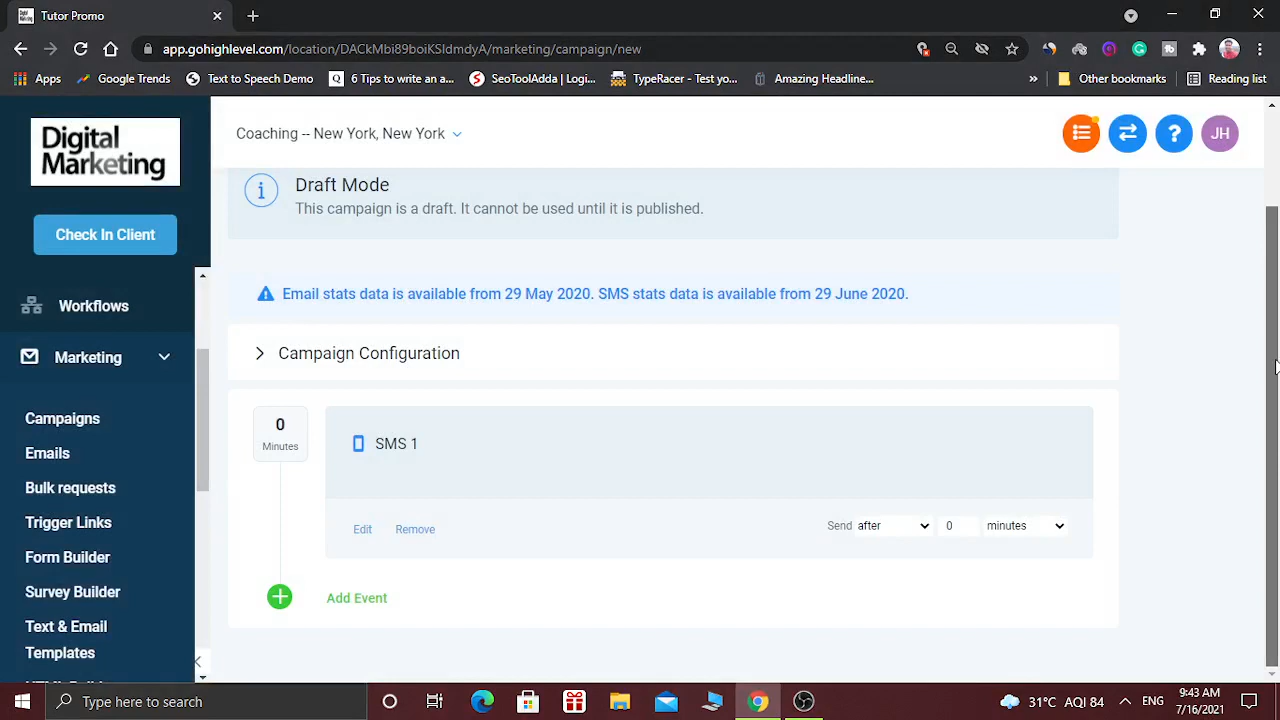 Tutor Promo
app.gohighlevel.com/location/DACkMbi89boiKSIdmdyA/marketing/campaign/new
Apps
Google Trends
Text to Speech Demo
6 Tips to write an a...
SeoToolAdda | Logi...
TypeRacer - Test yo...
Amazing Headline...
»
Other bookmarks
Reading list
Digital
Marketing
Check In Client
Workflows
Marketing
Campaigns
Emails
Bulk requests
Trigger Links
Form Builder
Survey Builder
Text & Email
Templates
Coaching -- New York, New York
JH
Draft Mode
This campaign is a draft. It cannot be used until it is published.
Email stats data is available from 29 May 2020. SMS stats data is available from 29 June 2020.
Campaign Configuration
0
Minutes
SMS 1
Edit
Remove
Send after 0 minutes
Add Event
Type here to search
31°C AQI 84
ENG
9:43 AM
7/16/2021